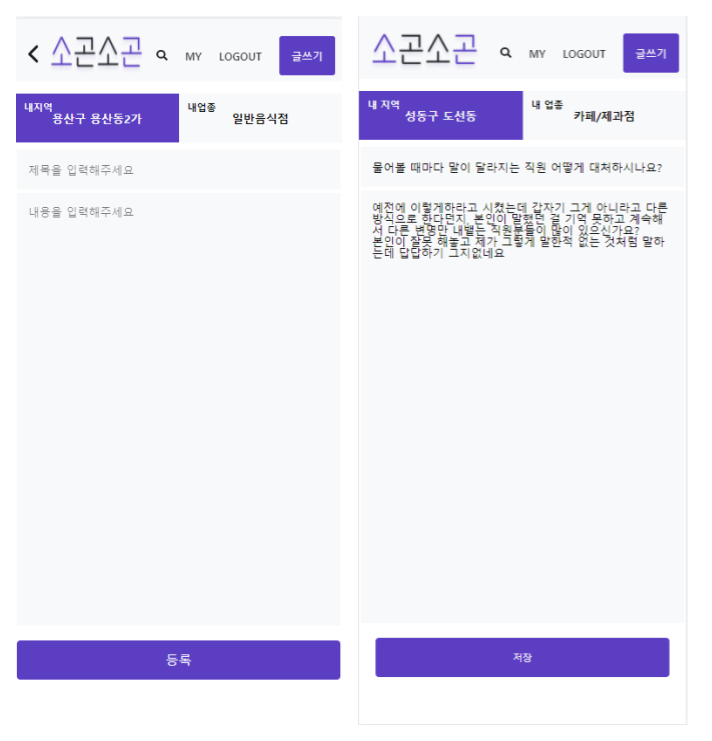 소곤소곤
MY
LOGOUT
글쓰기
내지역
용산구 용산동2가
내업종
일반음식점
제목을 입력해주세요
내용을 입력해주세요
등록
소곤소곤
MY
LOGOUT
글쓰기
내 지역
성동구 도선동
내 업종
카페/제과점
물어볼 때마다 말이 달라지는 직원 어떻게 대처하시나요?
예전에 이렇게하라고 시켰는데 갑자기 그게 아니라고 다른
방식으로 한다던지, 본인이 말했던 걸 기억 못하고 계속해
서 다른 변명만 내뱉는 직원분들이 많이 있으신가요?
본인이 잘못 해놓고 제가 그렇게 말한적 없는 것처럼 말하
는데 답답하기 그지없네요
저장